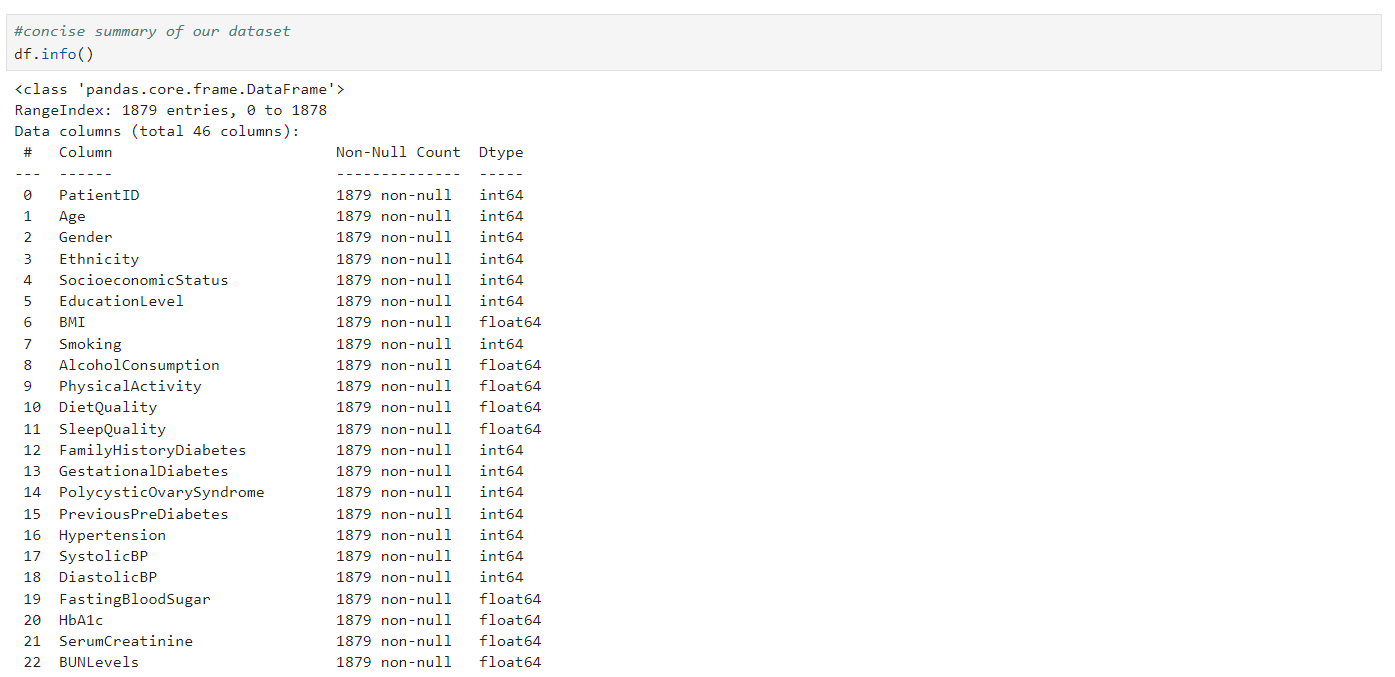 #concise summary of our dataset
df.info()
<class 'pandas.core.frame.DataFrame'>
RangeIndex: 1879 entries, 0 to 1878
Data columns (total 46 columns):
 #   Column                         Non-Null Count  Dtype
---  ------                         --------------  -----
 0   PatientID                      1879 non-null   int64
 1   Age                            1879 non-null   int64
 2   Gender                         1879 non-null   int64
 3   Ethnicity                      1879 non-null   int64
 4   SocioeconomicStatus            1879 non-null   int64
 5   EducationLevel                 1879 non-null   int64
 6   BMI                            1879 non-null   float64
 7   Smoking                        1879 non-null   int64
 8   AlcoholConsumption             1879 non-null   float64
 9   PhysicalActivity               1879 non-null   float64
 10  DietQuality                    1879 non-null   float64
 11  SleepQuality                   1879 non-null   float64
 12  FamilyHistoryDiabetes          1879 non-null   int64
 13  GestationalDiabetes            1879 non-null   int64
 14  PolycysticOvarySyndrome        1879 non-null   int64
 15  PreviousPreDiabetes            1879 non-null   int64
 16  Hypertension                   1879 non-null   int64
 17  SystolicBP                     1879 non-null   int64
 18  DiastolicBP                    1879 non-null   int64
 19  FastingBloodSugar              1879 non-null   float64
 20  HbA1c                          1879 non-null   float64
 21  SerumCreatinine                1879 non-null   float64
 22  BUNLevels                      1879 non-null   float64